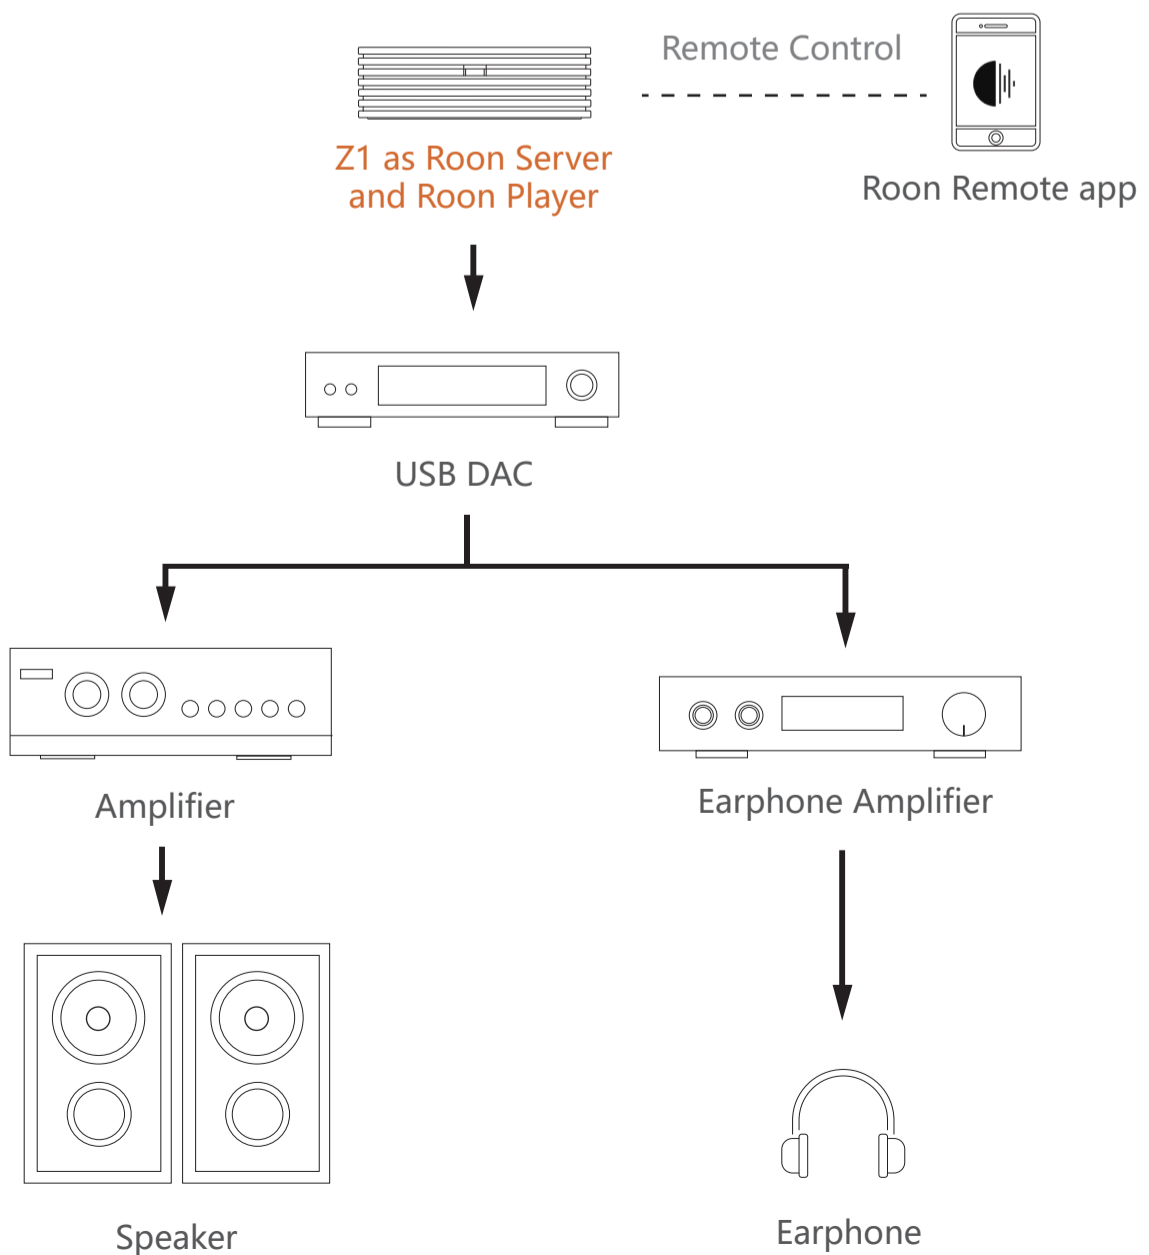 Remote Control
Z1 as Roon Server
and Roon Player
Roon Remote app
USB DAC
Amplifier
Earphone Amplifier
Speaker
Earphone